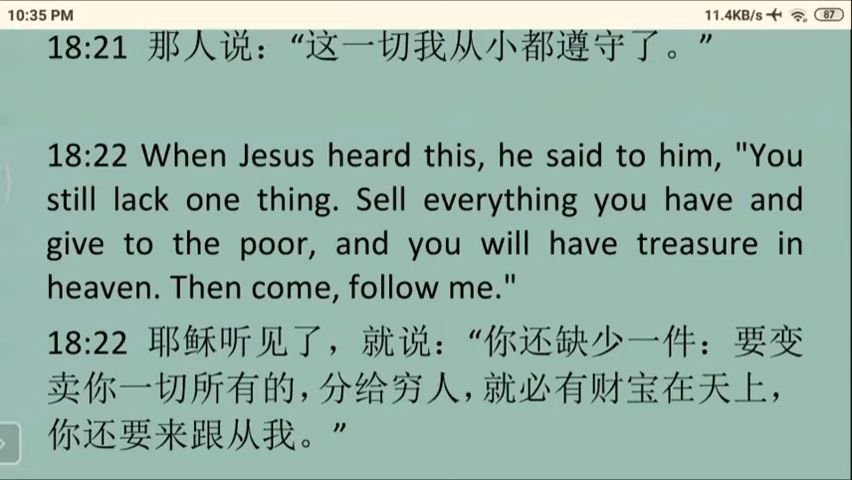 10:35 PM
11.4KB/s
87
18:21 那人说：“这一切我从小都遵守了。”
18:22 When Jesus heard this, he said to him, "You
still lack one thing. Sell everything you have and
give to the poor, and you will have treasure in
heaven. Then come, follow me."
18:22 耶稣听见了，就说：“你还缺少一件：要变
卖你一切所有的，分给穷人，就必有财宝在天上，
你还要来跟从我。”